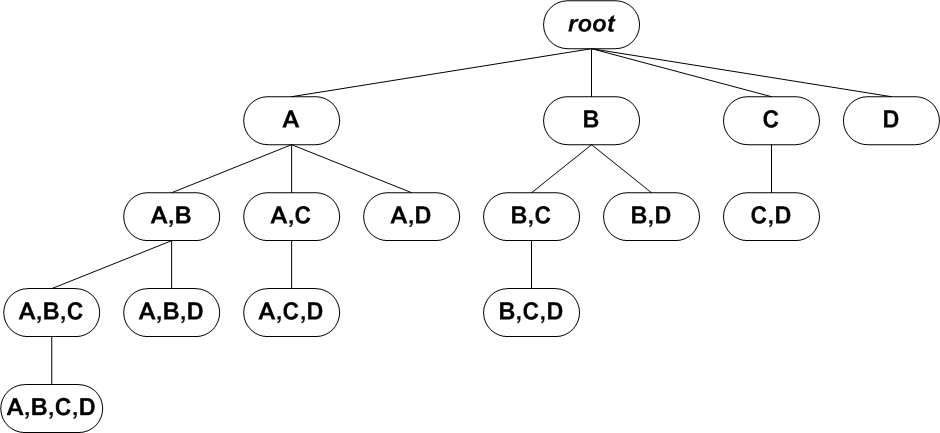 root
A
B
C
D
A,B
A,C
A,D
B,C
B,D
C,D
A,B,C
A,B,D
A,C,D
B,C,D
A,B,C,D